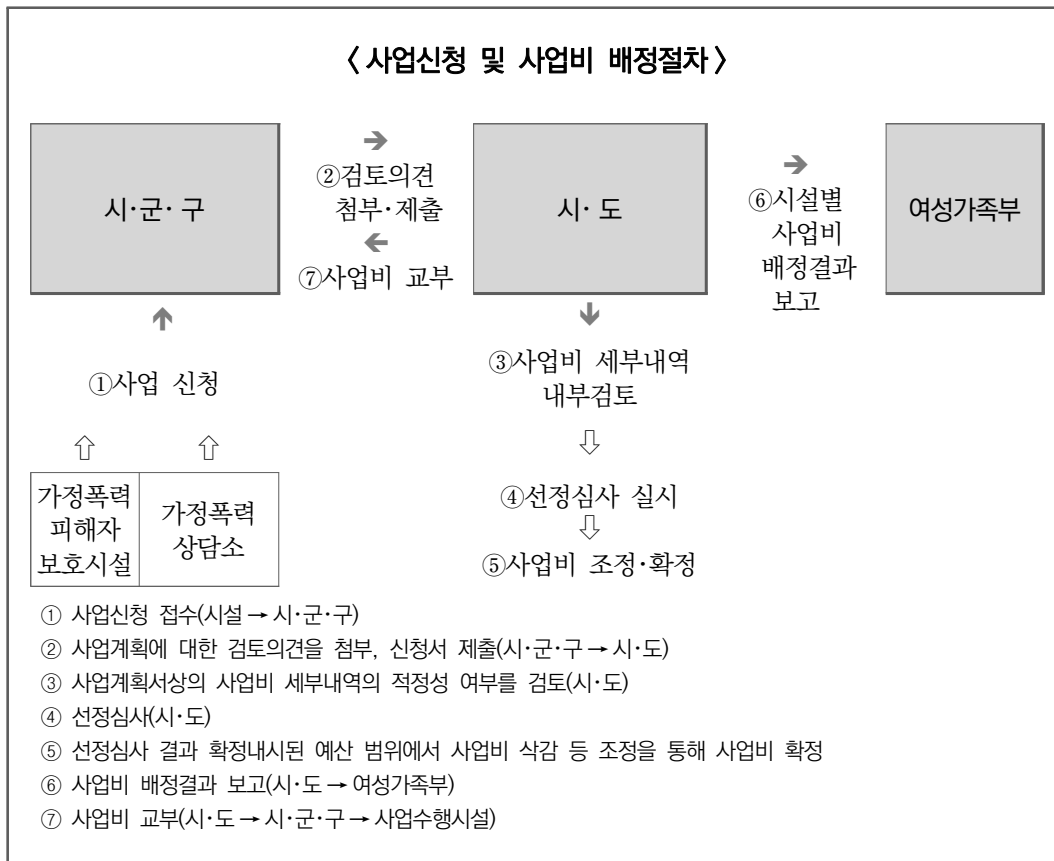 〈 사업신청 및 사업비 배정절차 〉
시·군·구
➔
②검토의견
첨부·제출
←
⑦사업비 교부
시·도
➔
⑥시설별
사업비
배정결과
보고
여성가족부
①사업 신청
③사업비 세부내역
내부검토
가정폭력
피해자
보호시설
가정폭력
상담소
④선정심사 실시
⑤사업비 조정·확정
① 사업신청 접수(시설→시·군·구)
② 사업계획에 대한 검토의견을 첨부, 신청서 제출(시·군·구→시·도)
③ 사업계획서상의 사업비 세부내역의 적정성 여부를 검토(시·도)
④ 선정심사(시·도)
⑤ 선정심사 결과 확정내시된 예산 범위에서 사업비 삭감 등 조정을 통해 사업비 확정
⑥ 사업비 배정결과 보고(시·도→여성가족부)
⑦ 사업비 교부(시·도→시·군·구→사업수행시설)